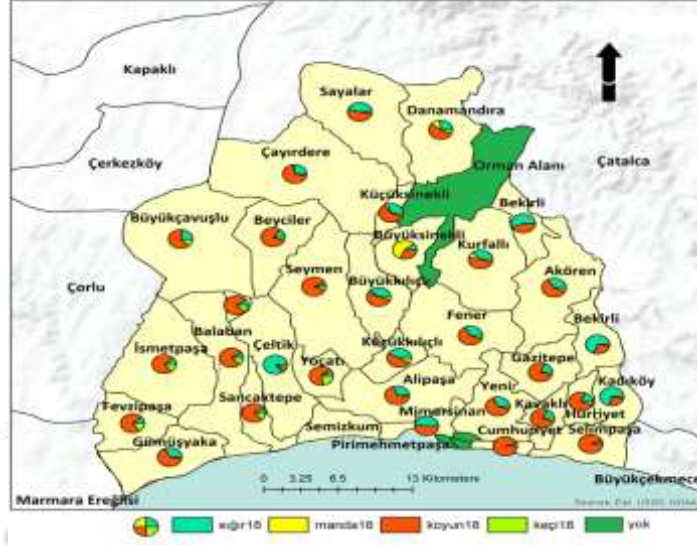 Kapaklı
Sayalar
Danamandıra
Çerkezköy
Çayırdere
Orman Alanı
Çatalca
Küçüksinekli
Bekirli
Büyükçavuşlu
Beyciler
Büyüksinekli
Kurfallı
Seymen
Büyükkılıçlı
Akören
Çorlu
Fener
Bekirli
Balaban
İsmetpaşa
Çeltik
Yolçatı
Küçükkılıçlı
Gazitepe
Kadıköy
Alipaşa
Yenir
Kavaklı
Hürriyet
Fevzipaşa
Sancaktepe
Semizkum
Mimarsinan
Cumhuriyet
Selimpaşa
Gümüşyaka
Pirimehmetpaşa
0 3.25 6.5 13 Kilometers
Büyükçekmece
Marmara Ereğlisi
sığır18 manda18 koyun18 keçi18 yok